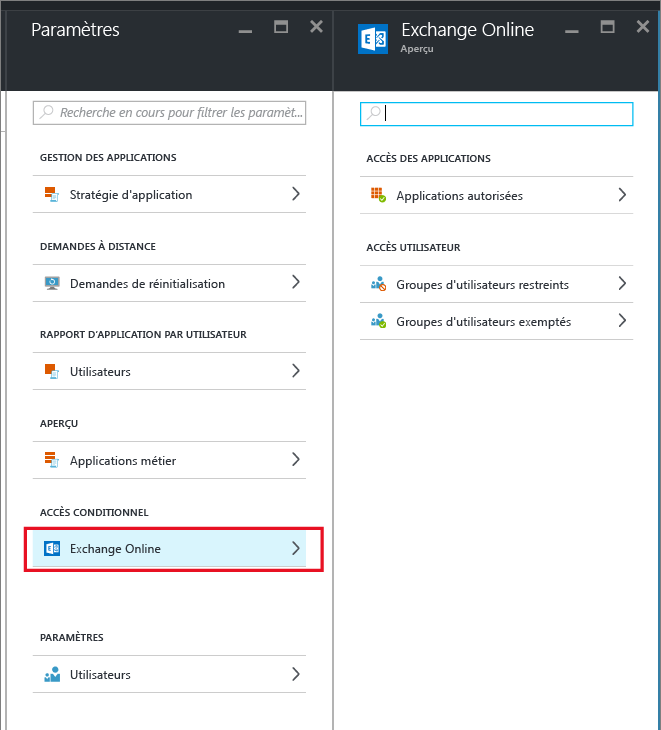 Paramètres
Recherche en cours pour filtrer les paramèt...
GESTION DES APPLICATIONS
Stratégie d'application
DEMANDES À DISTANCE
Demandes de réinitialisation
RAPPORT D'APPLICATION PAR UTILISATEUR
Utilisateurs
APERÇU
Applications métier
ACCÈS CONDITIONNEL
Exchange Online
PARAMÈTRES
Utilisateurs
Exchange Online
Aperçu
ACCÈS DES APPLICATIONS
Applications autorisées
ACCÈS UTILISATEUR
Groupes d'utilisateurs restreints
Groupes d'utilisateurs exemptés